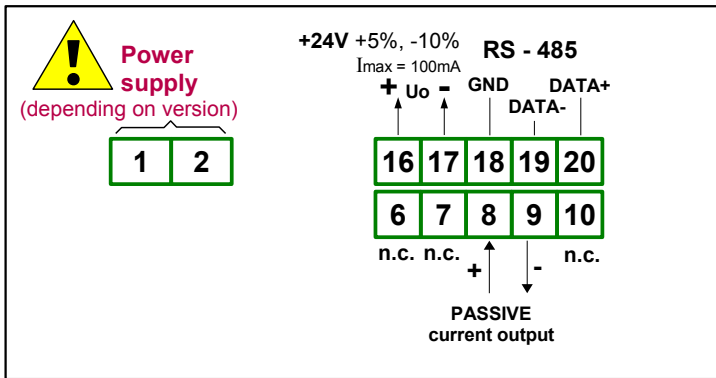 !
Power
supply
(depending on version)
1 2
+24V +5%, -10%
Imax = 100mA
RS - 485
+ Uo - GND DATA+
DATA-
16 17 18 19 20
6 7 8 9 10
n.c. n.c. n.c.
+ -
PASSIVE
current output